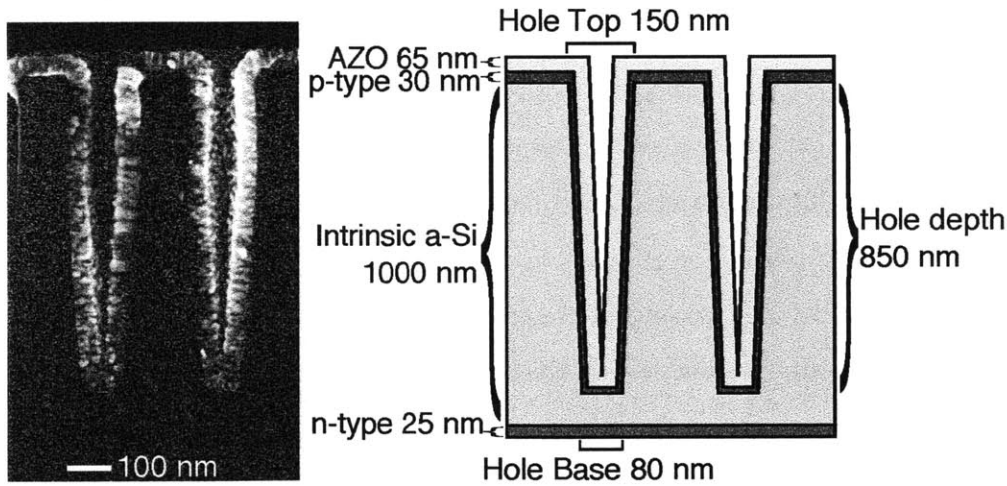 Hole Top 150 nm
AZO 65 nm
p-type 30 nm
Intrinsic a-Si
1000 nm
Hole depth
850 nm
n-type 25 nm
100 nm
Hole Base 80 nm